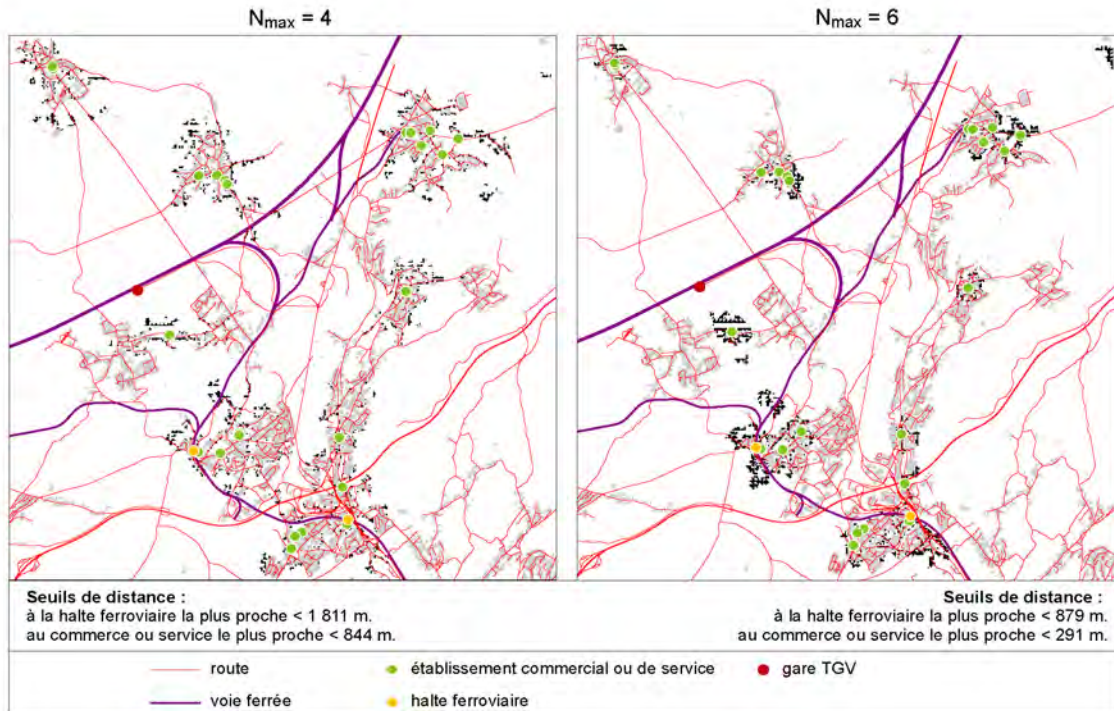 Nmax = 4
Nmax = 6
Seuils de distance :
à la halte ferroviaire la plus proche < 1 811 m.
au commerce ou service le plus proche < 844 m.
Seuils de distance :
à la halte ferroviaire la plus proche < 879 m.
au commerce ou service le plus proche < 291 m.
route
établissement commercial ou de service
gare TGV
voie ferrée
halte ferroviaire